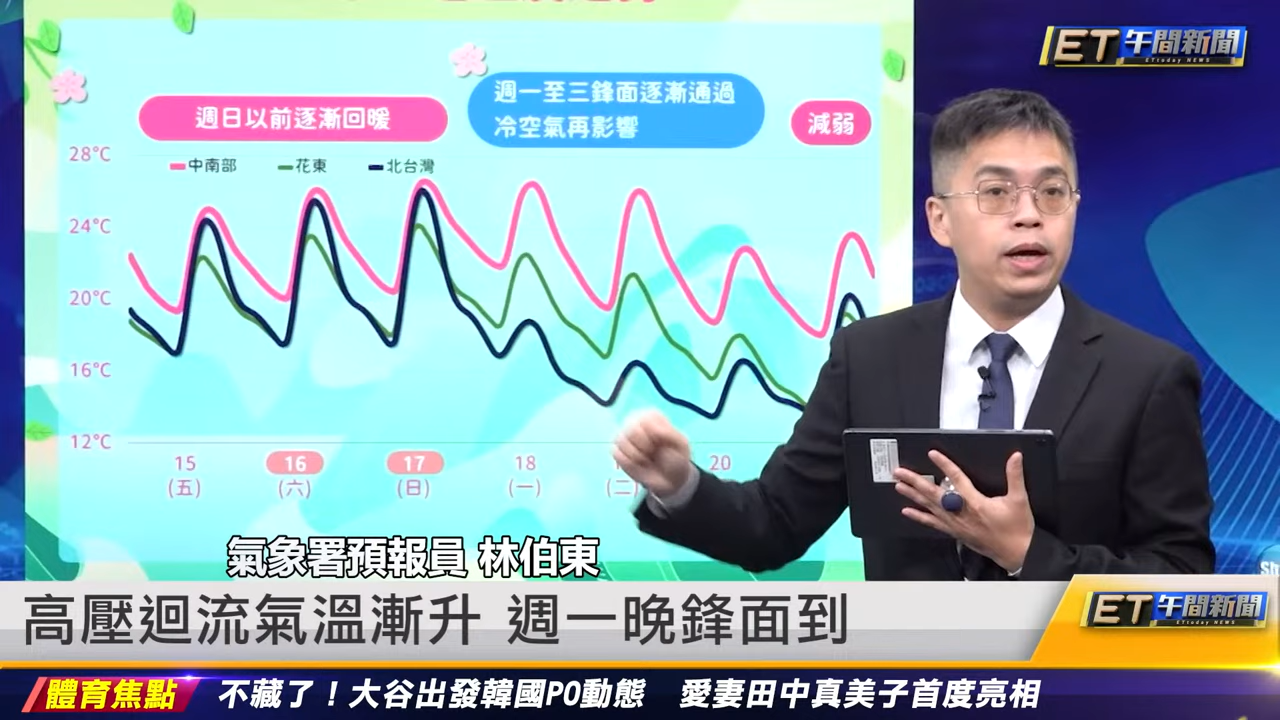 ET午間新聞
ETtoday NEWS
週日以前逐漸回暖
週一至三鋒面逐漸通過
冷空氣再影響
減弱
28°C
中南部 花東 北台灣
24°C
20°C
16°C
12°C
15 16 17 18 20
(五) (六) (日) (一) (二)
氣象署預報員 林伯東
高壓迴流氣溫漸升 週一晚鋒面到
ET午間新聞
ETtoday NEWS
體育焦點 不藏了！大谷出發韓國PO動態 愛妻田中真美子首度亮相